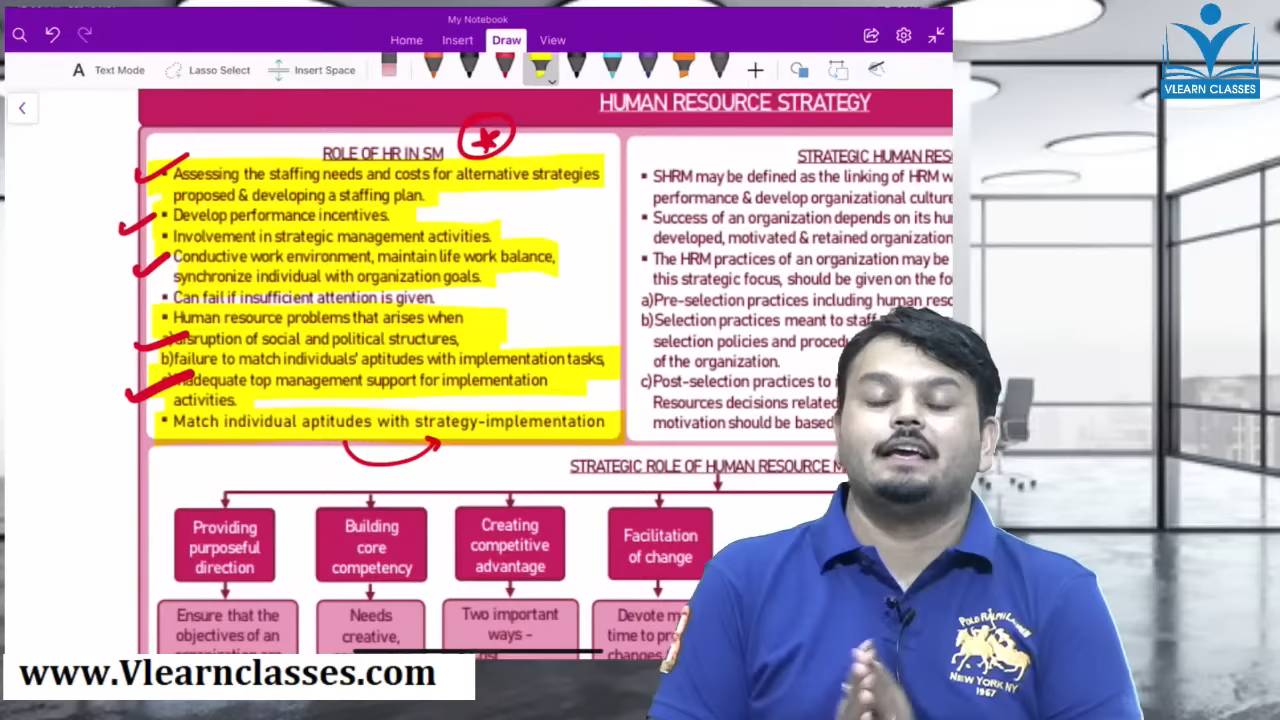 My Notebook
Home Insert Draw View
Text Mode Lasso Select Insert Space
VLEARN CLASSES
HUMAN RESOURCE STRATEGY
ROLE OF HR IN SM
▪ Assessing the staffing needs and costs for alternative strategies
proposed & developing a staffing plan.
▪ Develop performance incentives.
▪ Involvement in strategic management activities.
▪ Conductive work environment, maintain life work balance,
synchronize individual with organization goals.
▪ Can fail if insufficient attention is given.
▪ Human resource problems that arises when
disruption of social and political structures,
b)failure to match individuals' aptitudes with implementation tasks,
inadequate top management support for implementation
activities.
▪ Match individual aptitudes with strategy-implementation
STRATEGIC HUMAN
▪ SHRM may be defined as the linking of HRM
performance & develop organizational culture
▪ Success of an organization depends on its
developed, motivated & retained organization
▪ The HRM practices of an organization may be
this strategic focus, should be given on the
a)Pre-selection practices including human
b)Selection practices meant to staff
selection policies and
of the organization.
c)Post-selection practices to
Resources decisions related
motivation should be based
STRATEGIC ROLE OF HUMAN RESOURCE
Providing
purposeful
direction
Building
core
competency
Creating
competitive
advantage
Facilitation
of change
Ensure that the
objectives of an
Needs
creative,
Two important
ways -
Devote
time to
changes
www.Vlearnclasses.com
POLO RALPH LAUREN
NEW YORK NY
1967